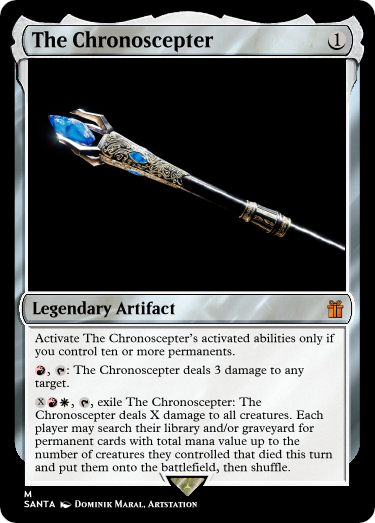 The Chronoscepter 1
Legendary Artifact
Activate The Chronoscepter's activated abilities only if
you control ten or more permanents.
, : The Chronoscepter deals 3 damage to any
target.
X , , exile The Chronoscepter: The
Chronoscepter deals X damage to all creatures. Each
player may search their library and/or graveyard for
permanent cards with total mana value up to the
number of creatures they controlled that died this turn
and put them onto the battlefield, then shuffle.
M
SANTA DOMINIK MARAL, ARTSTATION